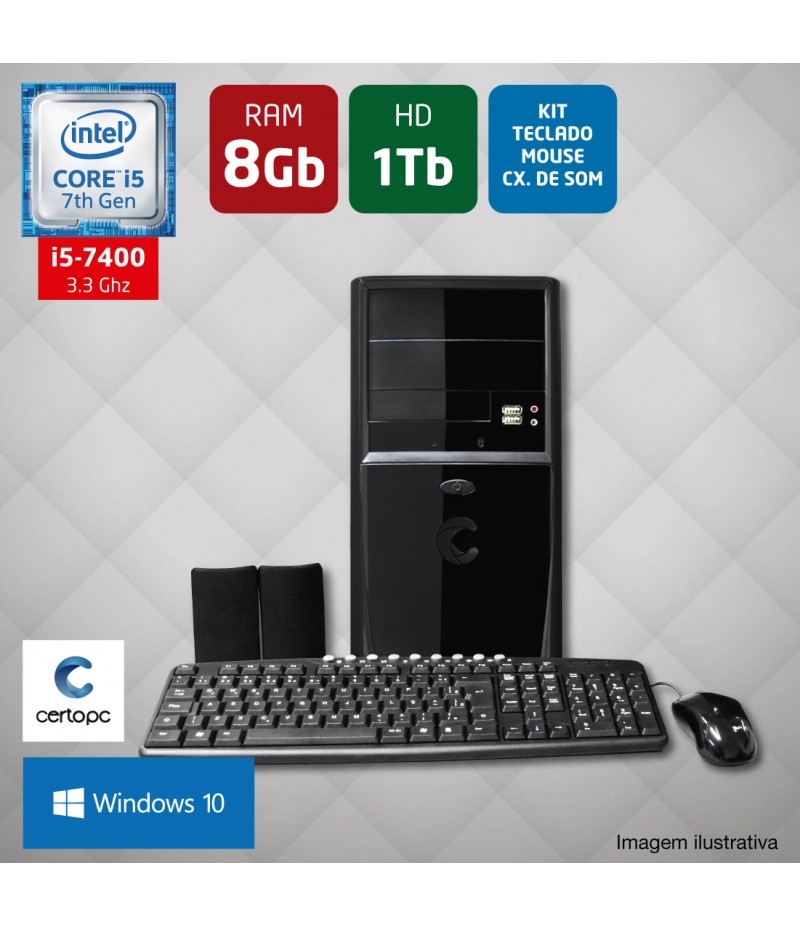 intel
CORE™ i5
7th Gen
i5-7400
3.3 Ghz
RAM
8Gb
HD
1Tb
KIT
TECLADO
MOUSE
CX. DE SOM
certopc
Windows 10
Imagem ilustrativa